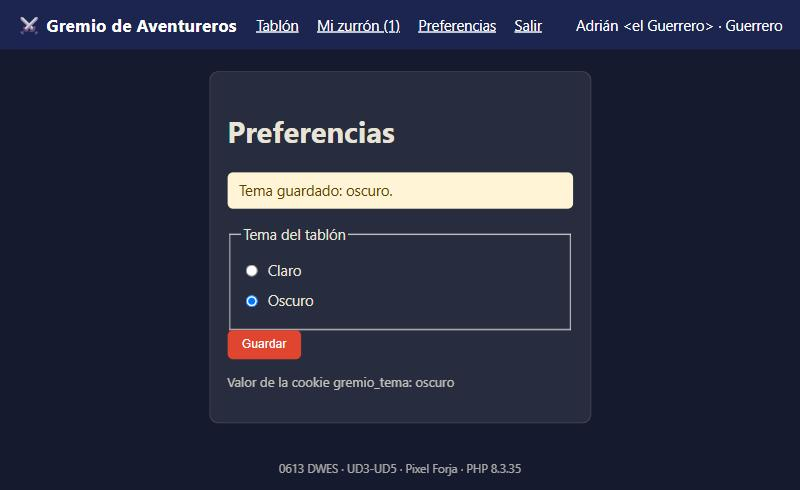 Gremio de Aventureros Tablón Mi zurrón (1) Preferencias Salir Adrián <el Guerrero> · Guerrero
Preferencias
Tema guardado: oscuro.
Tema del tablón
Claro
Oscuro
Guardar
Valor de la cookie gremio_tema: oscuro
0613 DWES · UD3-UD5 · Pixel Forja · PHP 8.3.35